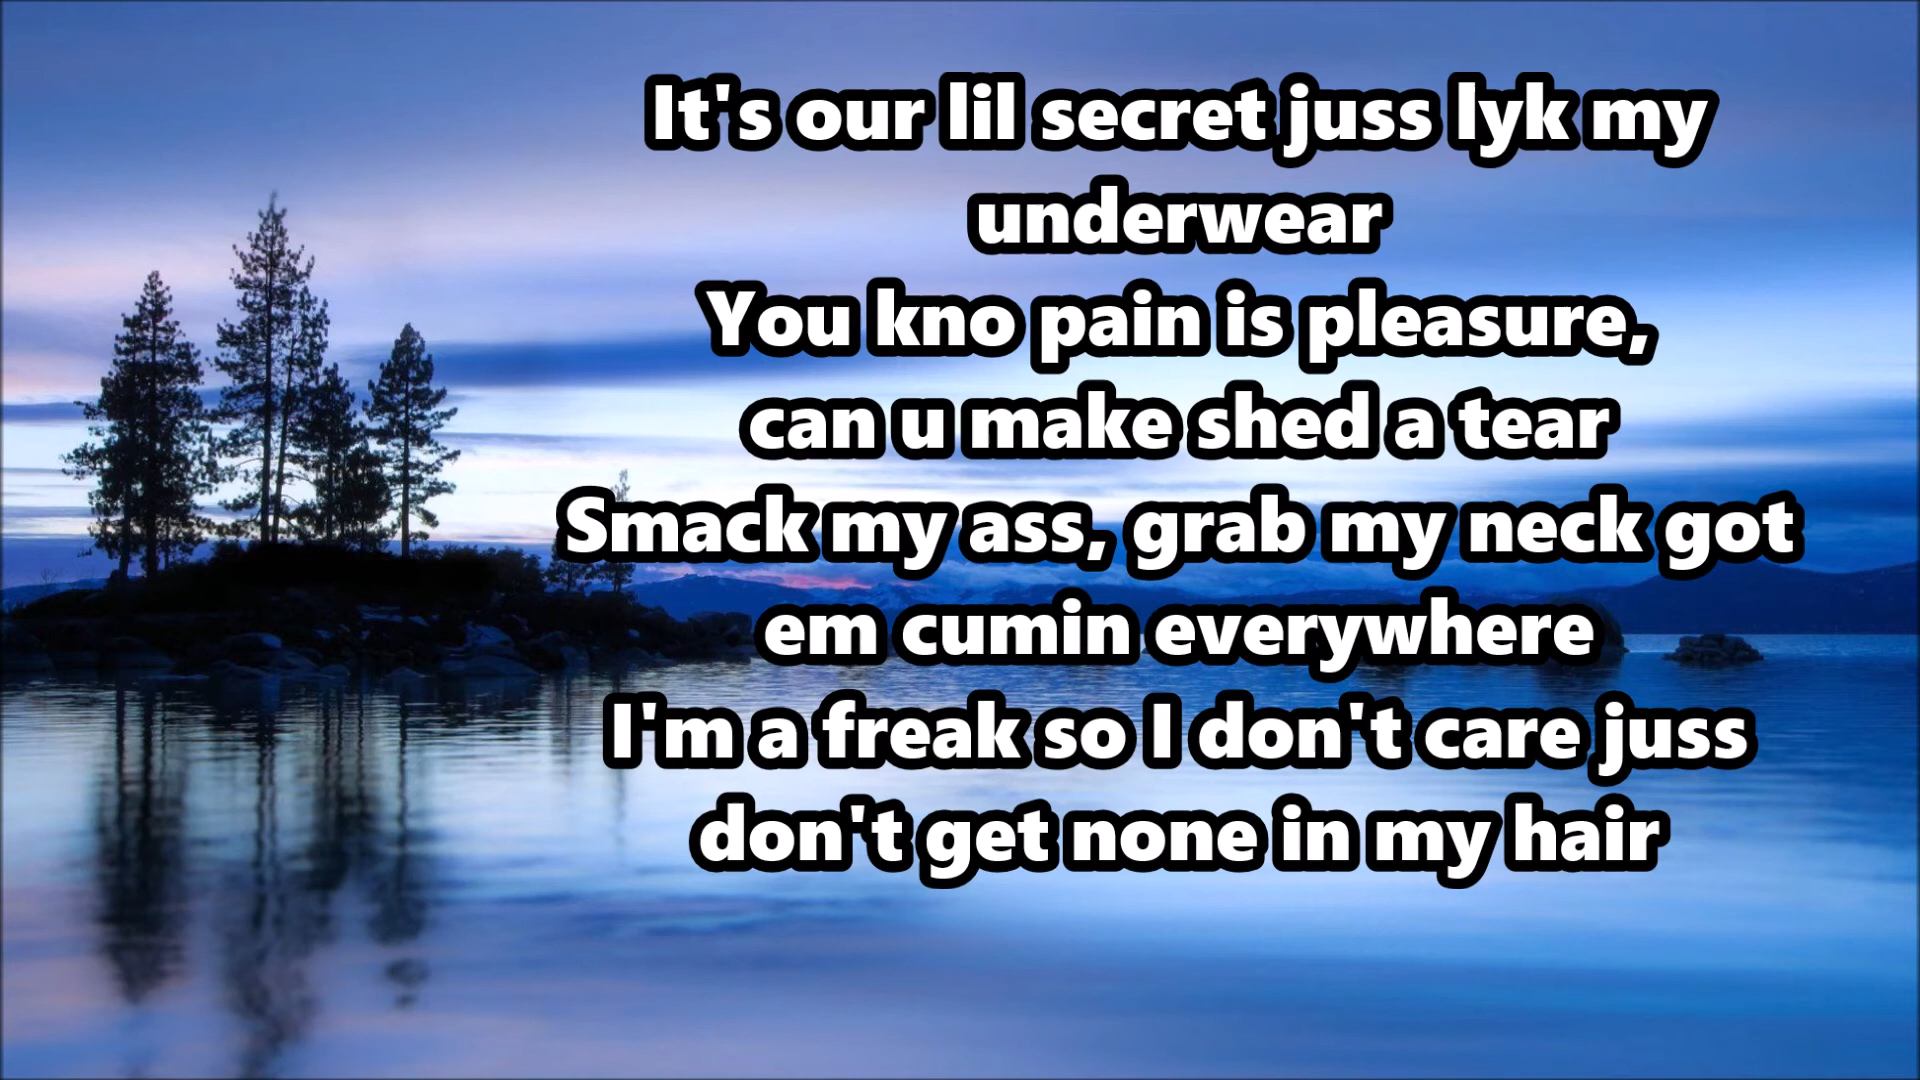 It's our lil secret juss lyk my
underwear
You kno pain is pleasure,
can u make shed a tear
Smack my ass, grab my neck got
em cumin everywhere
I'm a freak so I don't care juss
don't get none in my hair